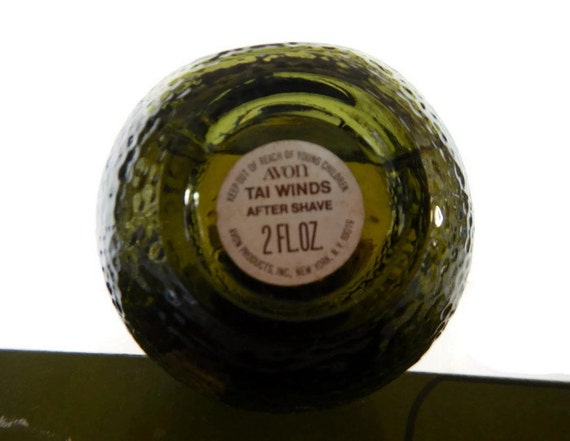 KEEP OUT OF REACH OF YOUNG CHILDREN
AVON
TAI WINDS
AFTER SHAVE
2 FL.OZ.
AVON PRODUCTS, INC., NEW YORK, N.Y. 10019